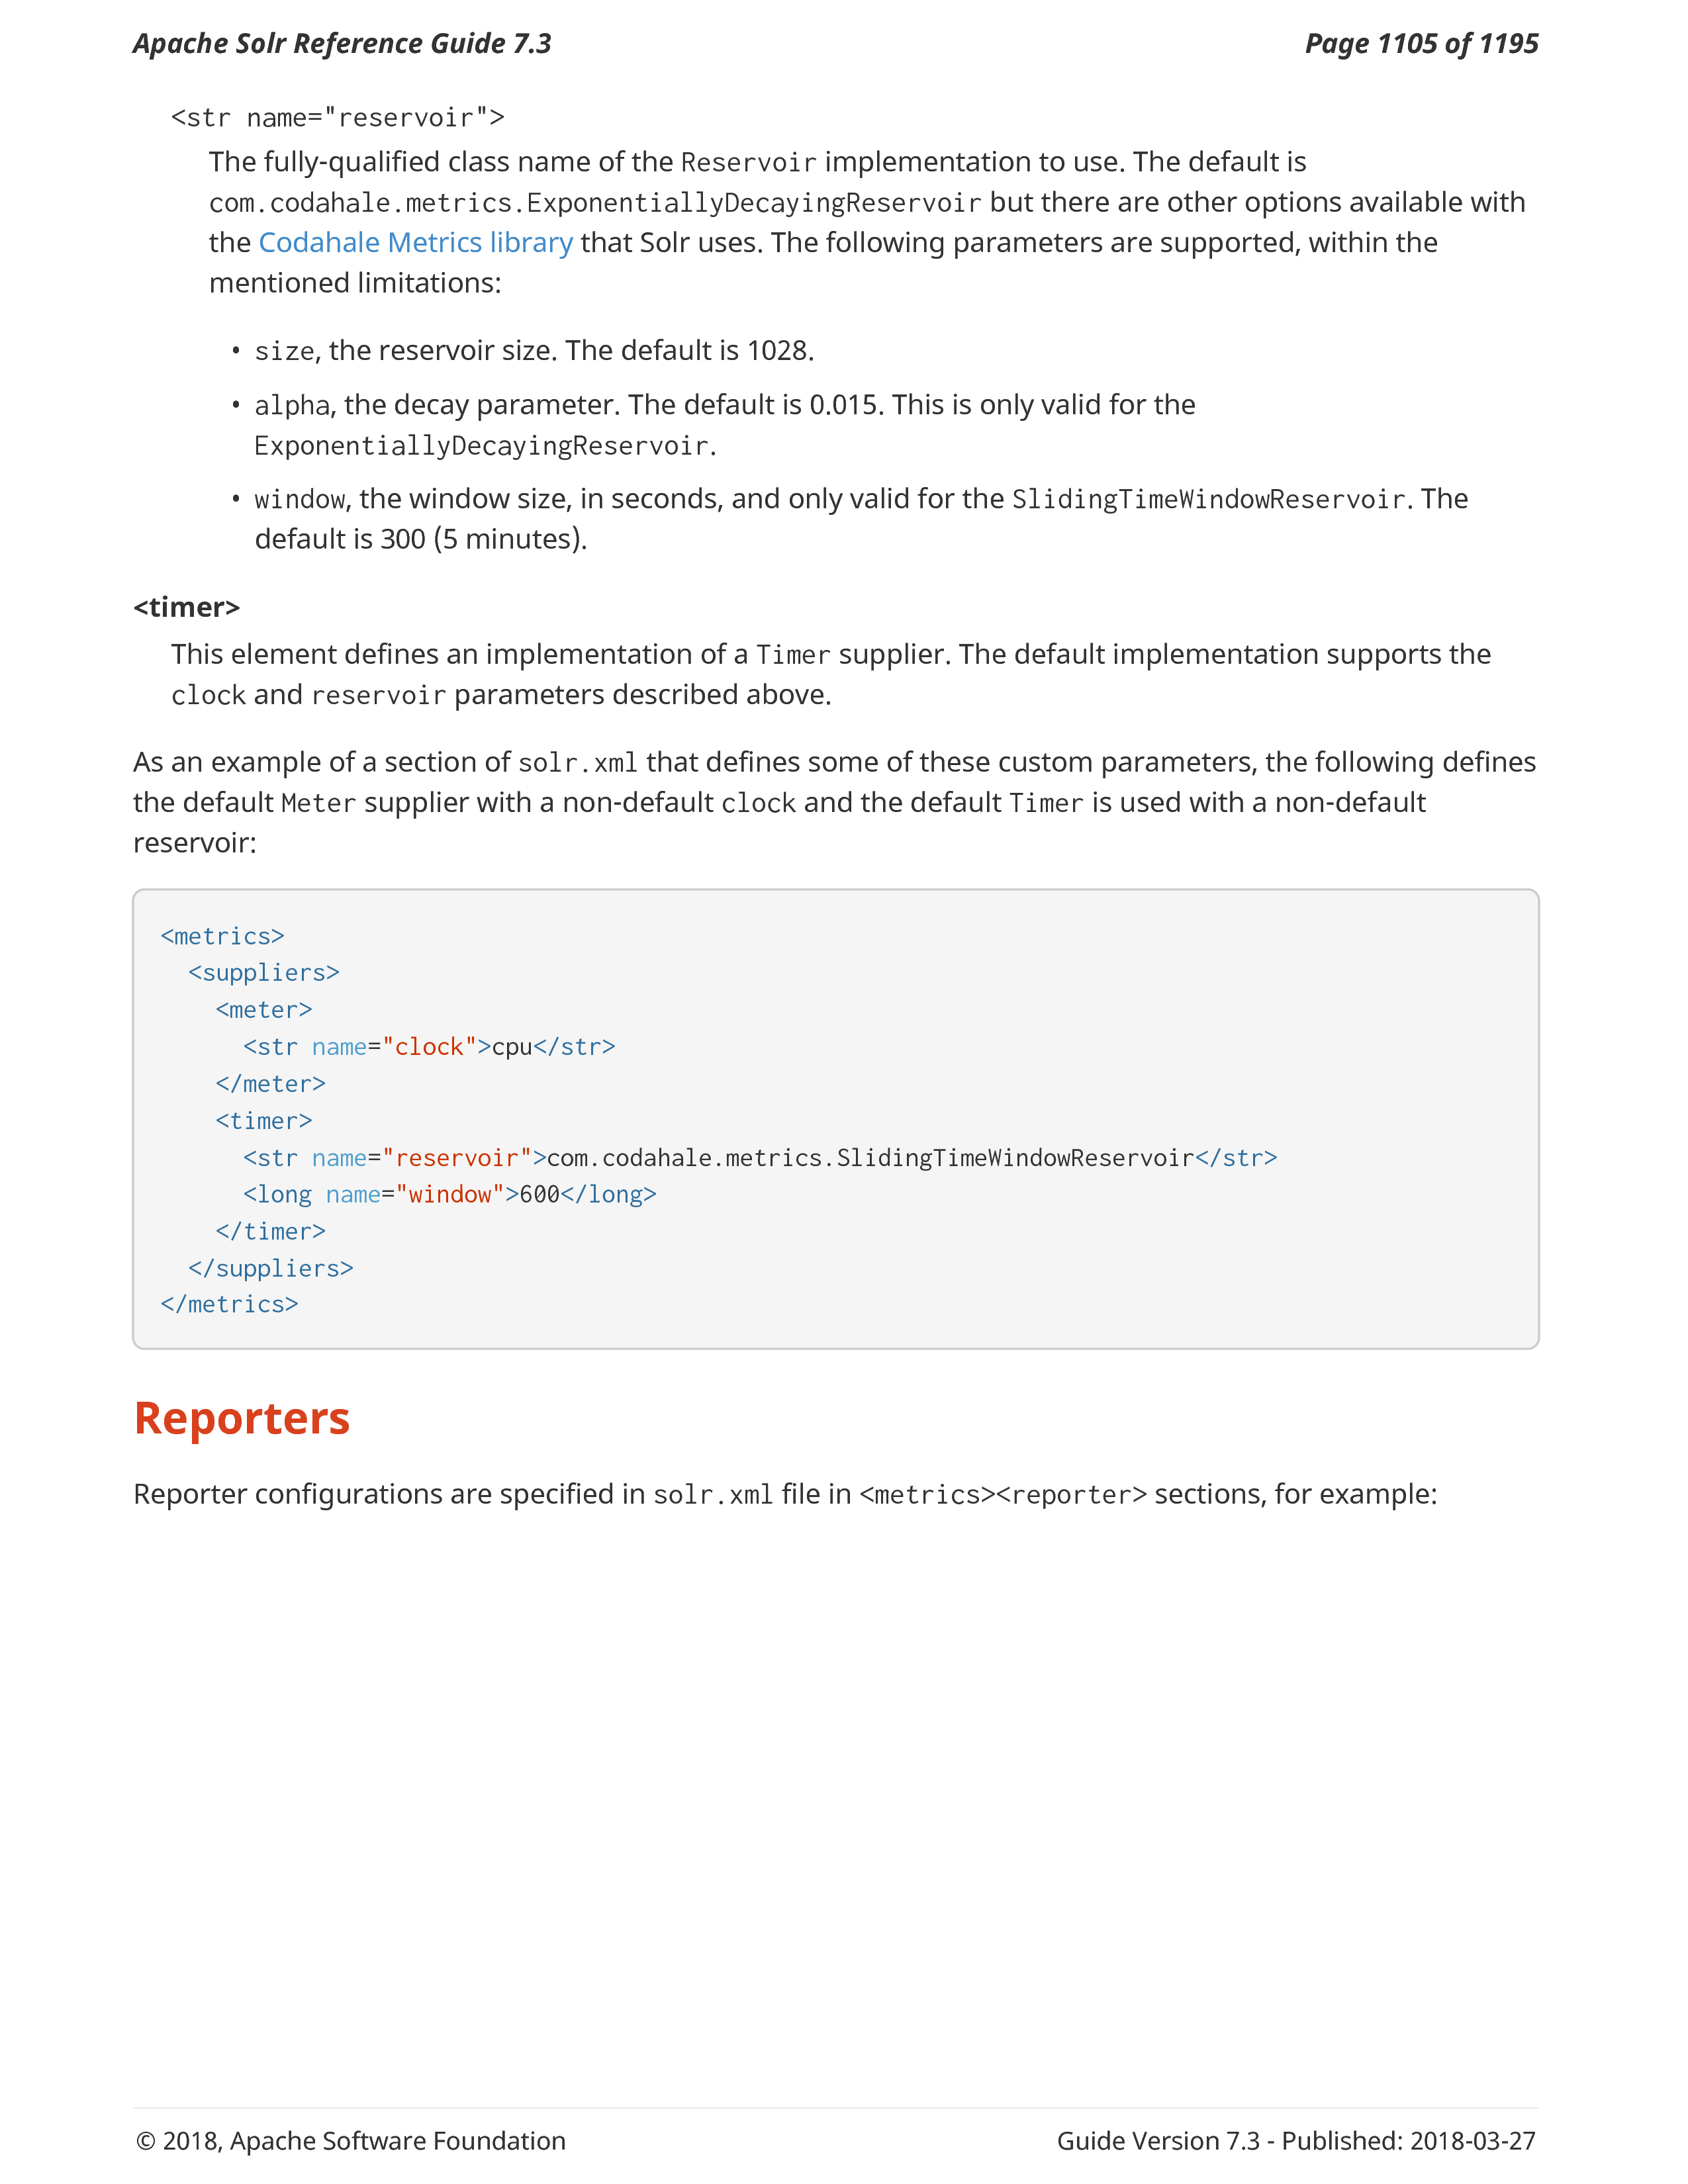 Apache Solr Reference Guide 7.3
Page 1105 of 1195
<str name="reservoir">
The fully-qualified class name of the Reservoir implementation to use. The default is
com.codahale.metrics.ExponentiallyDecayingReservoir but there are other options available with
the Codahale Metrics library that Solr uses. The following parameters are supported, within the
mentioned limitations:
• size, the reservoir size. The default is 1028.
• alpha, the decay parameter. The default is 0.015. This is only valid for the
ExponentiallyDecayingReservoir.
• window, the window size, in seconds, and only valid for the SlidingTimeWindowReservoir. The
default is 300 (5 minutes).
<timer>
This element defines an implementation of a Timer supplier. The default implementation supports the
clock and reservoir parameters described above.
As an example of a section of solr.xml that defines some of these custom parameters, the following defines
the default Meter supplier with a non-default clock and the default Timer is used with a non-default
reservoir:
<metrics>
  <suppliers>
    <meter>
      <str name="clock">cpu</str>
    </meter>
    <timer>
      <str name="reservoir">com.codahale.metrics.SlidingTimeWindowReservoir</str>
      <long name="window">600</long>
    </timer>
  </suppliers>
</metrics>
Reporters
Reporter configurations are specified in solr.xml file in <metrics><reporter> sections, for example:
© 2018, Apache Software Foundation
Guide Version 7.3 - Published: 2018-03-27